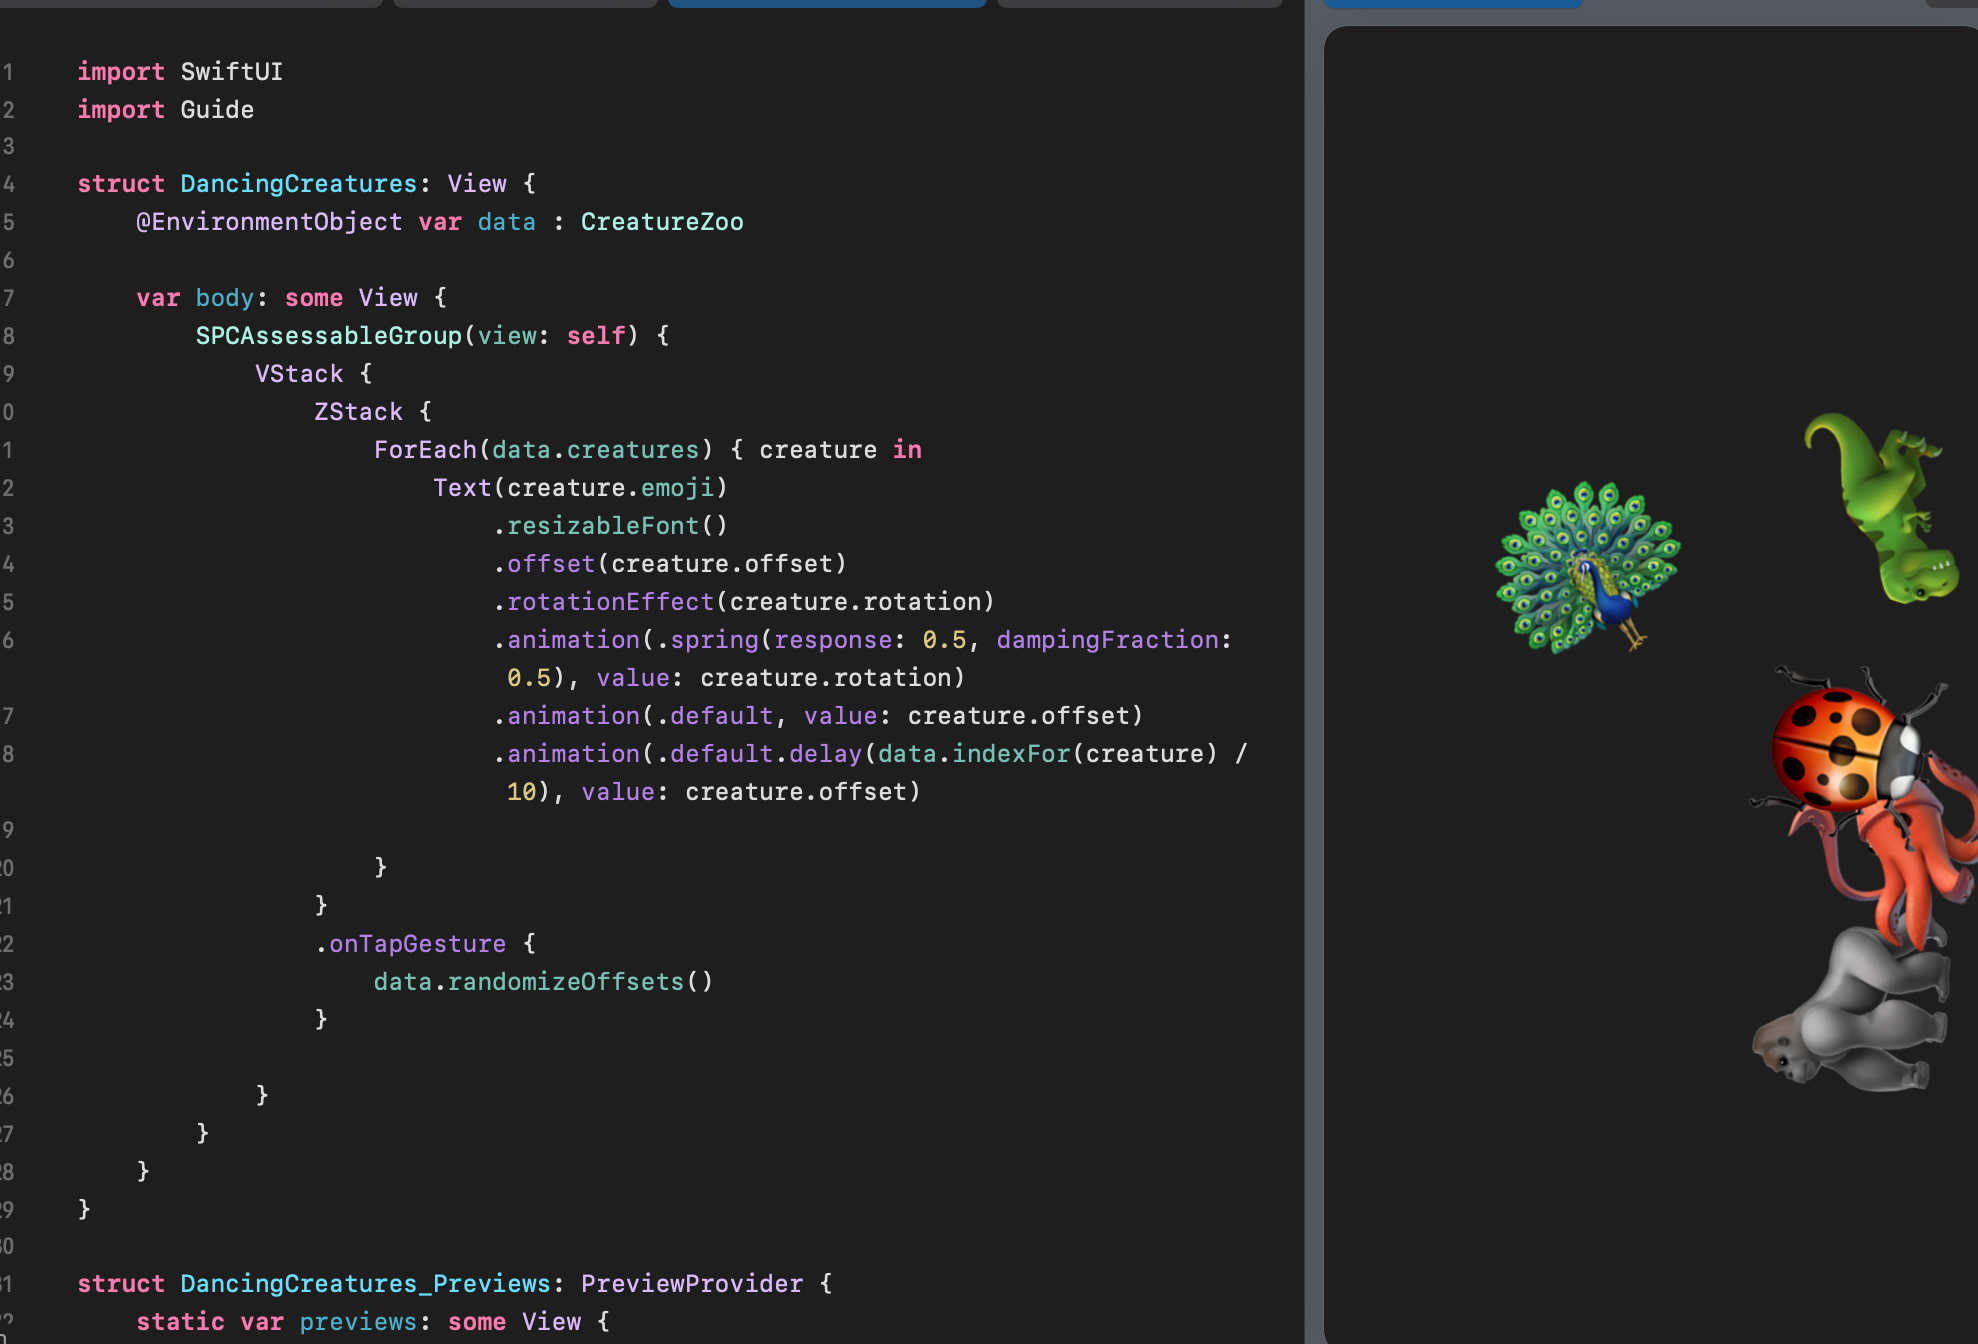 1 import SwiftUI
2 import Guide
3
4 struct DancingCreatures: View {
5 @EnvironmentObject var data : CreatureZoo
6
7 var body: some View {
8 SPCAssessableGroup(view: self) {
9 VStack {
0 ZStack {
1 ForEach(data.creatures) { creature in
2 Text(creature.emoji)
3 .resizableFont()
4 .offset(creature.offset)
5 .rotationEffect(creature.rotation)
6 .animation(.spring(response: 0.5, dampingFraction:
0.5), value: creature.rotation)
7 .animation(.default, value: creature.offset)
8 .animation(.default.delay(data.indexFor(creature) /
10), value: creature.offset)
9
20 }
21 }
22 .onTapGesture {
23 data.randomizeOffsets()
24 }
25
26 }
27 }
28 }
29 }
30
31 struct DancingCreatures_Previews: PreviewProvider {
static var previews: some View {